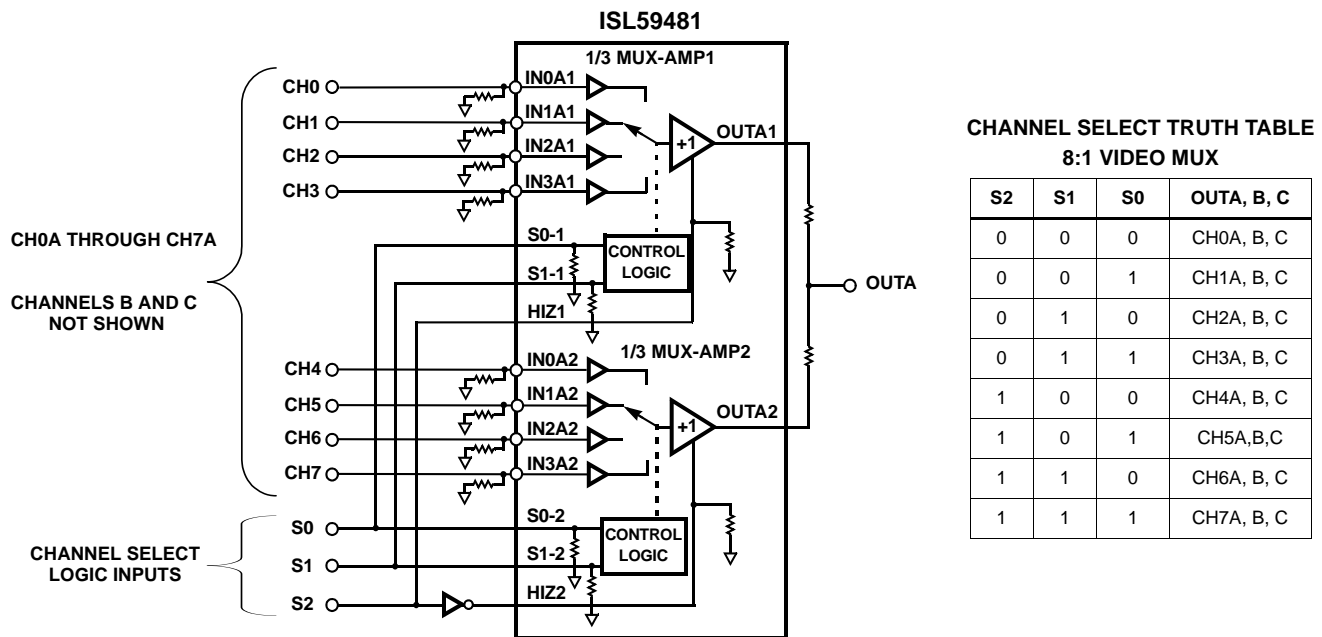 ISL59481
1/3 MUX-AMP1
CH0
IN0A1
CH1
IN1A1
CH2
IN2A1
CH3
IN3A1
+1
OUTA1
S0-1
CONTROL
LOGIC
S1-1
HIZ1
CH0A THROUGH CH7A
CHANNELS B AND C
NOT SHOWN
OUTA
1/3 MUX-AMP2
CH4
IN0A2
CH5
IN1A2
CH6
IN2A2
CH7
IN3A2
+1
OUTA2
S0
S0-2
CONTROL
LOGIC
S1
S1-2
S2
HIZ2
CHANNEL SELECT
LOGIC INPUTS
CHANNEL SELECT TRUTH TABLE
8:1 VIDEO MUX
S2 S1 S0 OUTA, B, C
0 0 0 CH0A, B, C
0 0 1 CH1A, B, C
0 1 0 CH2A, B, C
0 1 1 CH3A, B, C
1 0 0 CH4A, B, C
1 0 1 CH5A,B,C
1 1 0 CH6A, B, C
1 1 1 CH7A, B, C